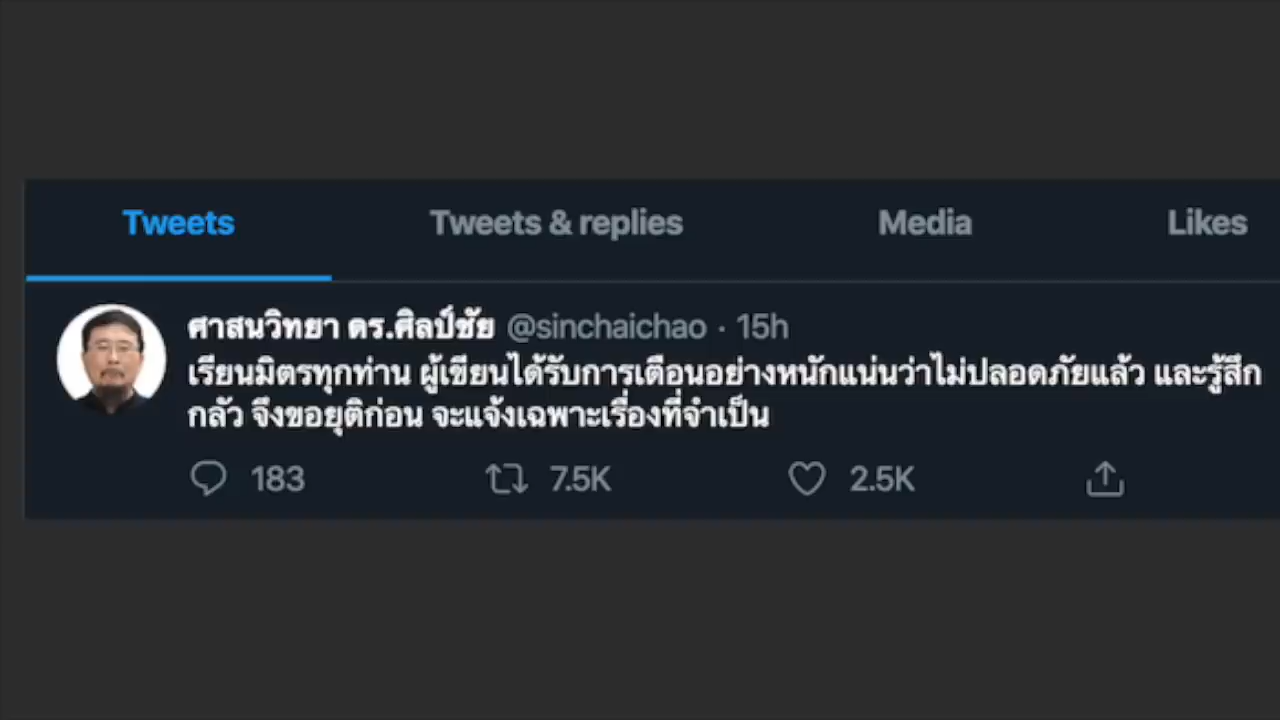 Tweets Tweets & replies Media Likes
ศาสนวิทยา ดร.ศิลป์ชัย @sinchaichao · 15h
เรียนมิตรทุกท่าน ผู้เขียนได้รับการเตือนอย่างหนักแน่นว่าไม่ปลอดภัยแล้ว และรู้สึก
กลัว จึงขอยุติก่อน จะแจ้งเฉพาะเรื่องที่จำเป็น
183 7.5K 2.5K